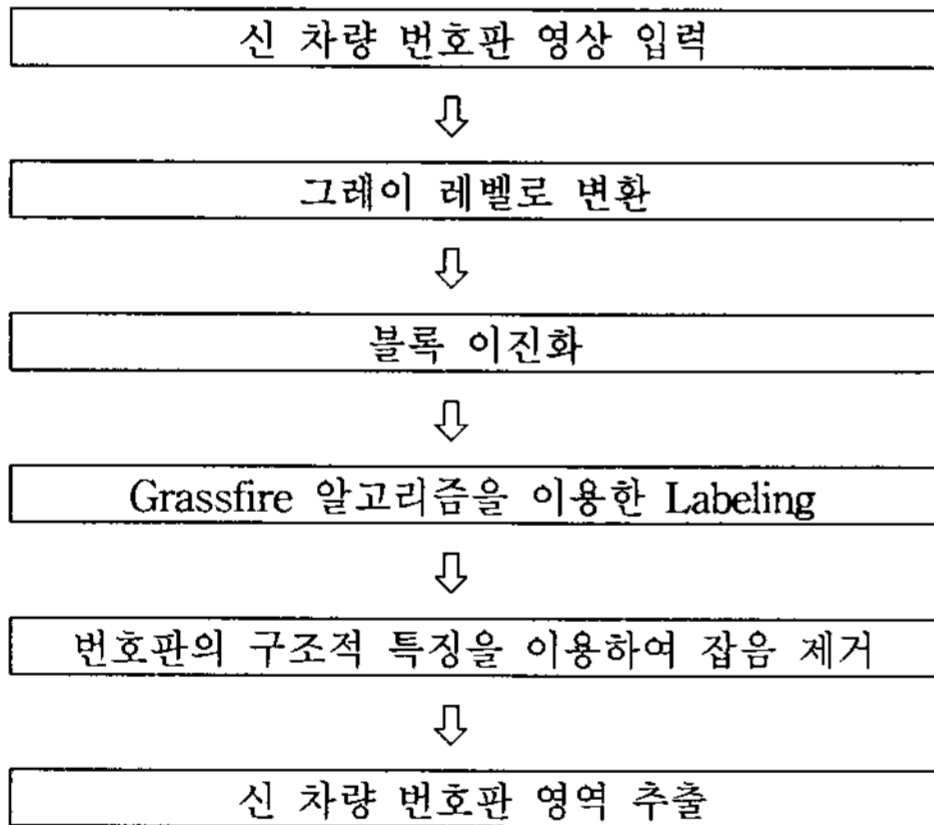 신 차량 번호판 영상 입력
그레이 레벨로 변환
블록 이진화
Grassfire 알고리즘을 이용한 Labeling
번호판의 구조적 특징을 이용하여 잡음 제거
신 차량 번호판 영역 추출